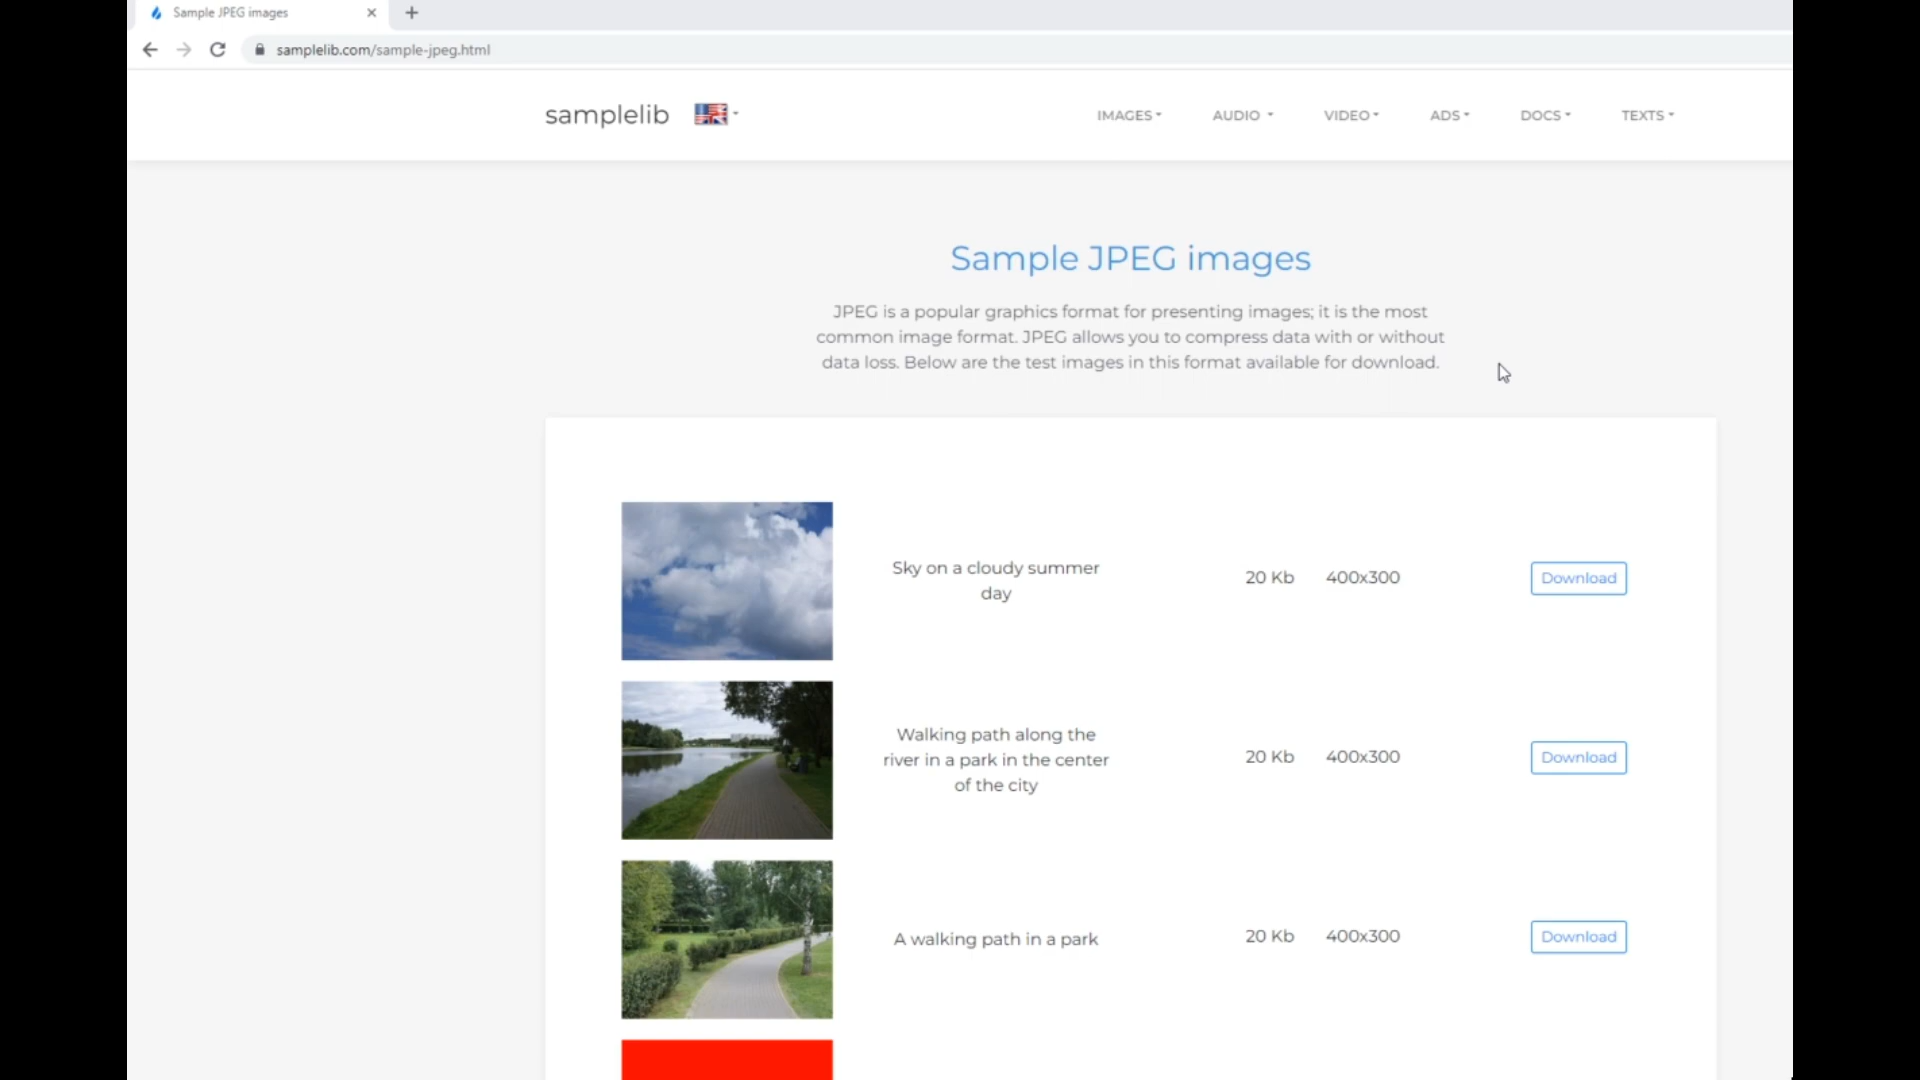 Sample JPEG images
samplelib.com/sample-jpeg.html
samplelib
IMAGES AUDIO VIDEO ADS DOCS TEXTS
Sample JPEG images
JPEG is a popular graphics format for presenting images; it is the most
common image format. JPEG allows you to compress data with or without
data loss. Below are the test images in this format available for download.
Sky on a cloudy summer
day
20 Kb 400x300 Download
Walking path along the
river in a park in the center
of the city
20 Kb 400x300 Download
A walking path in a park 20 Kb 400x300 Download